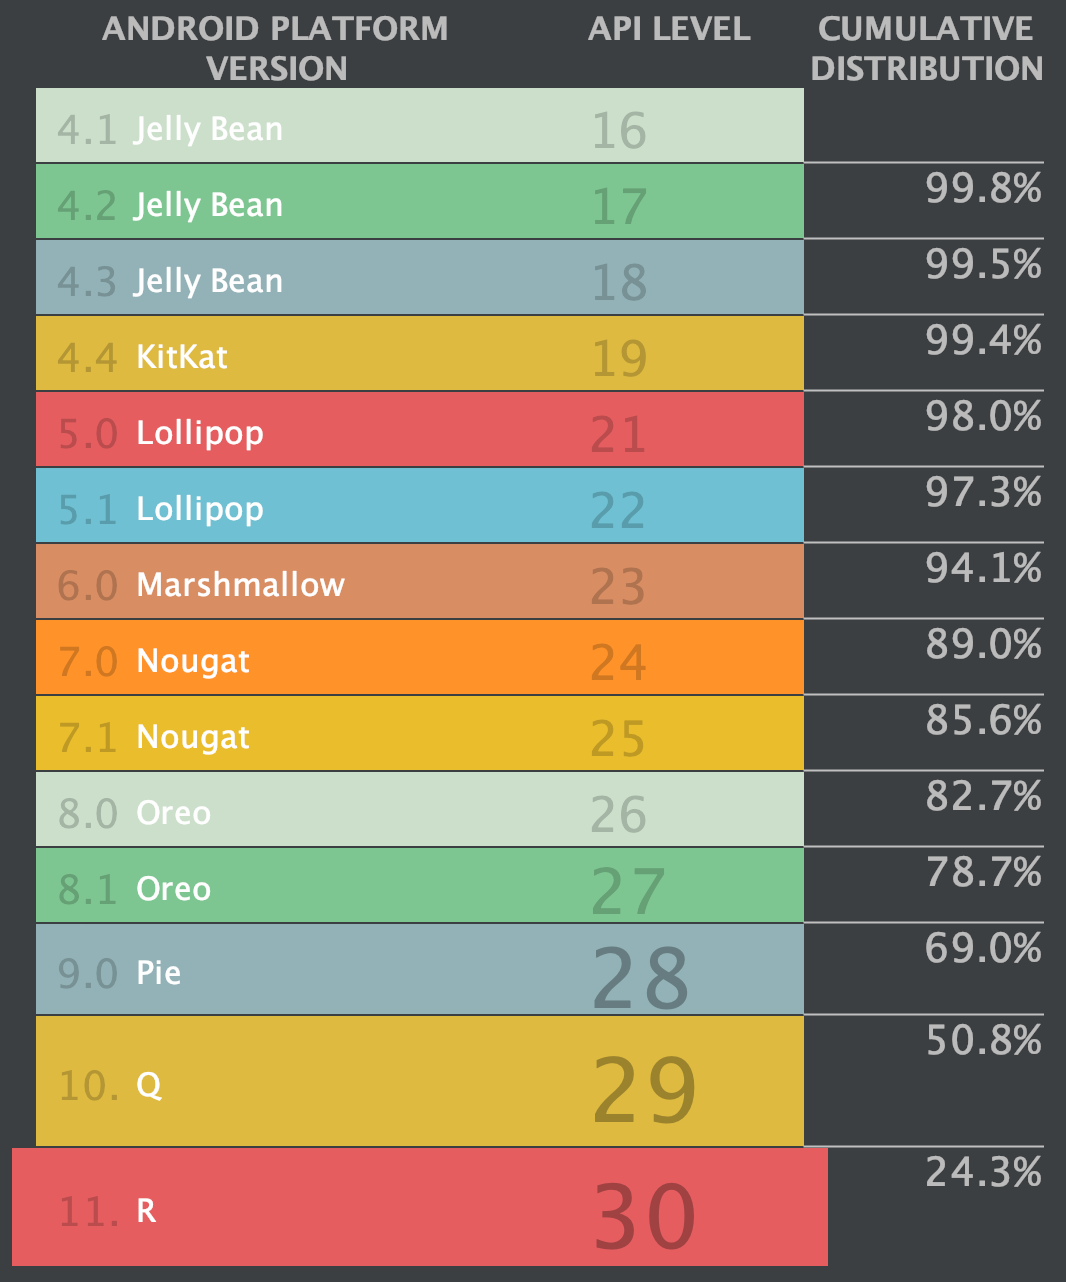 ANDROID PLATFORM VERSION API LEVEL CUMULATIVE DISTRIBUTION
4.1 Jelly Bean 16
99.8%
4.2 Jelly Bean 17
99.5%
4.3 Jelly Bean 18
99.4%
4.4 KitKat 19
98.0%
5.0 Lollipop 21
97.3%
5.1 Lollipop 22
94.1%
6.0 Marshmallow 23
89.0%
7.0 Nougat 24
85.6%
7.1 Nougat 25
82.7%
8.0 Oreo 26
78.7%
8.1 Oreo 27
69.0%
9.0 Pie 28
50.8%
10. Q 29
24.3%
11. R 30